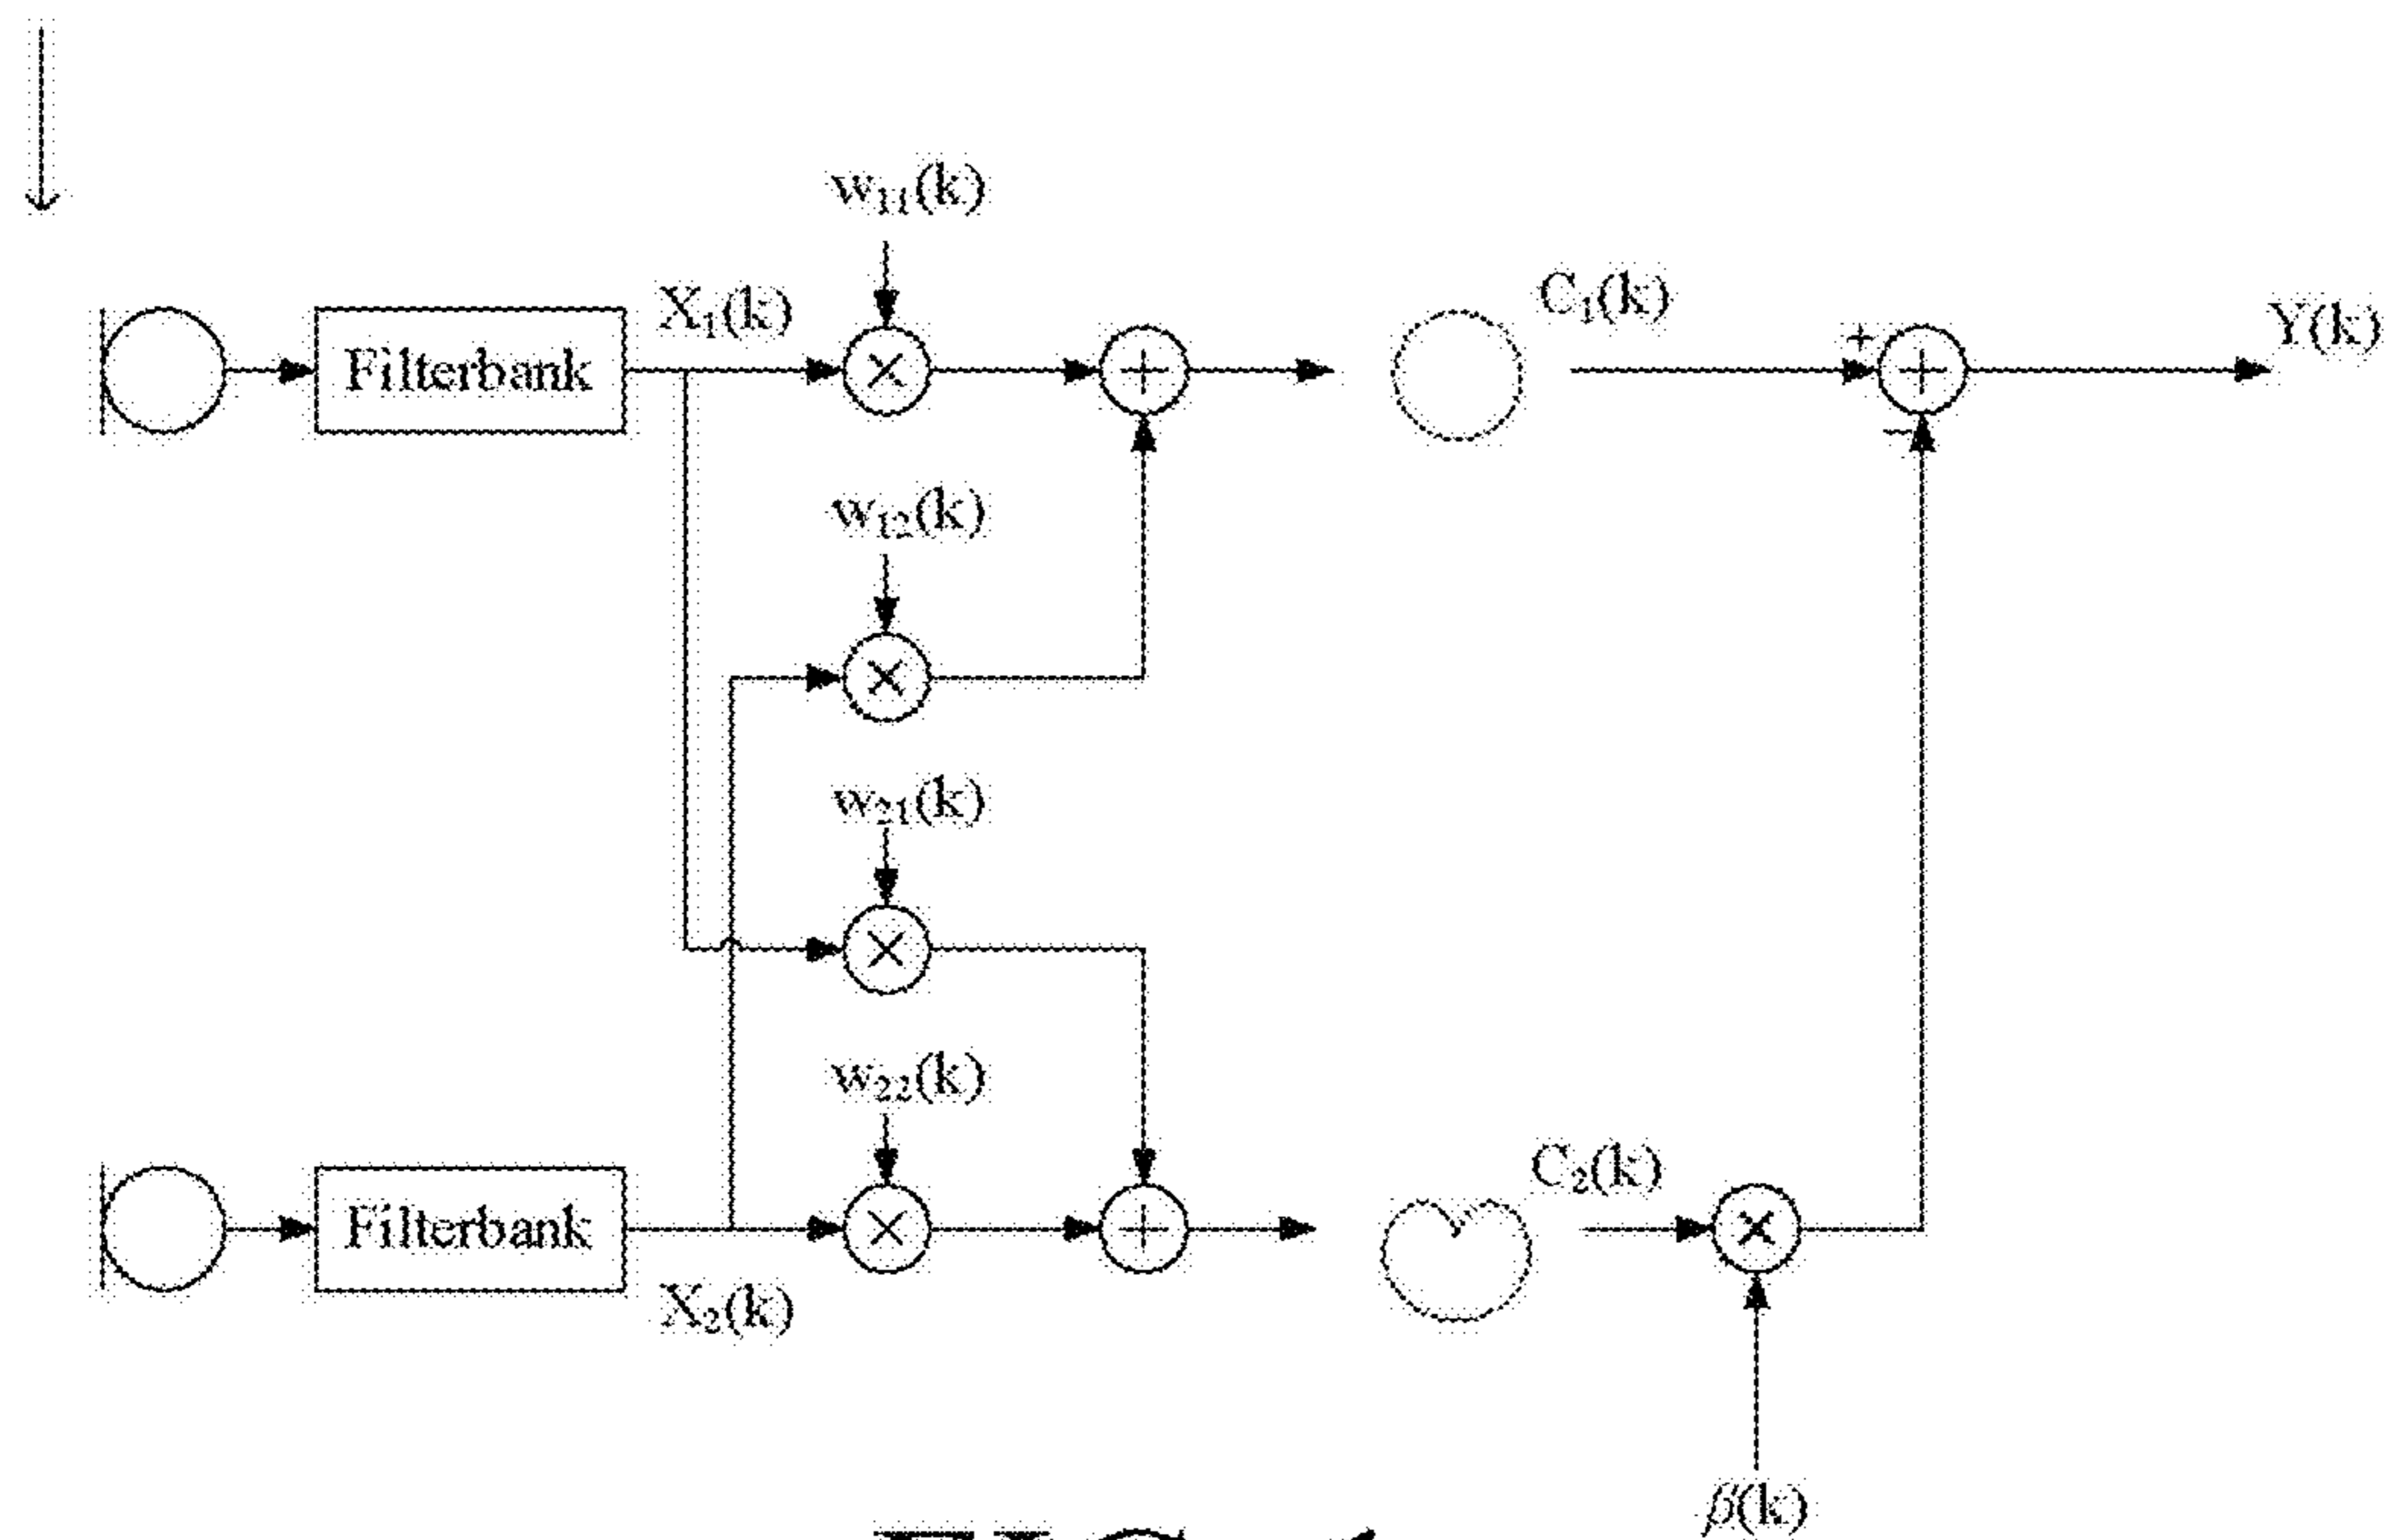 w₁₁(k)
X₁(k)
C₁(k)
Y(k)
Filterbank
+
−
w₁₂(k)
w₂₁(k)
w₂₂(k)
C₂(k)
Filterbank
X₂(k)
β(k)